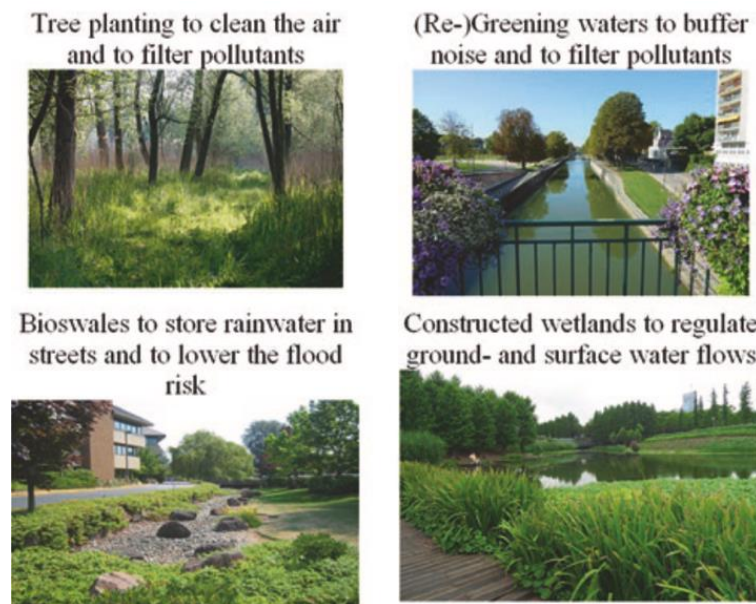 Tree planting to clean the air
and to filter pollutants
(Re-)Greening waters to buffer
noise and to filter pollutants
Bioswales to store rainwater in
streets and to lower the flood
risk
Constructed wetlands to regulate
ground- and surface water flows